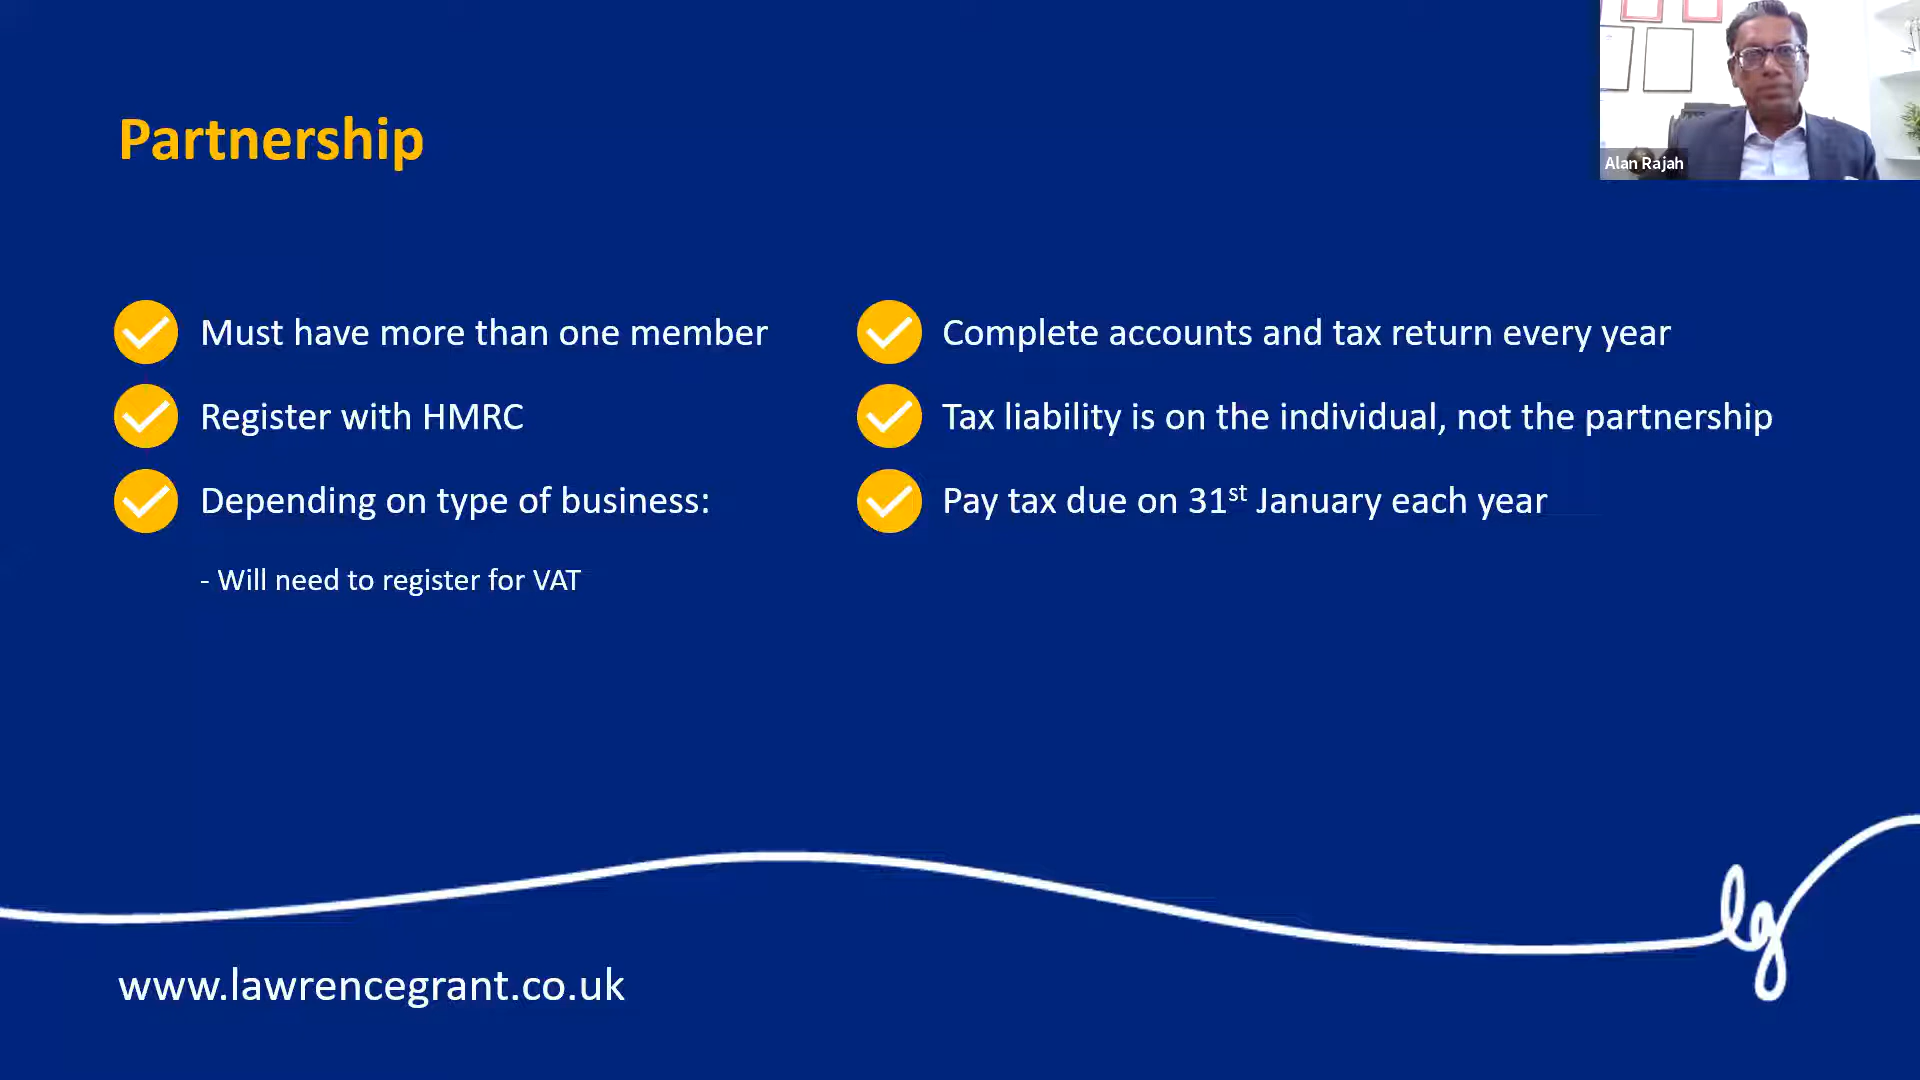 Partnership
Alan Rajah
Must have more than one member
Register with HMRC
Depending on type of business:
- Will need to register for VAT
Complete accounts and tax return every year
Tax liability is on the individual, not the partnership
Pay tax due on 31st January each year
lg
www.lawrencegrant.co.uk